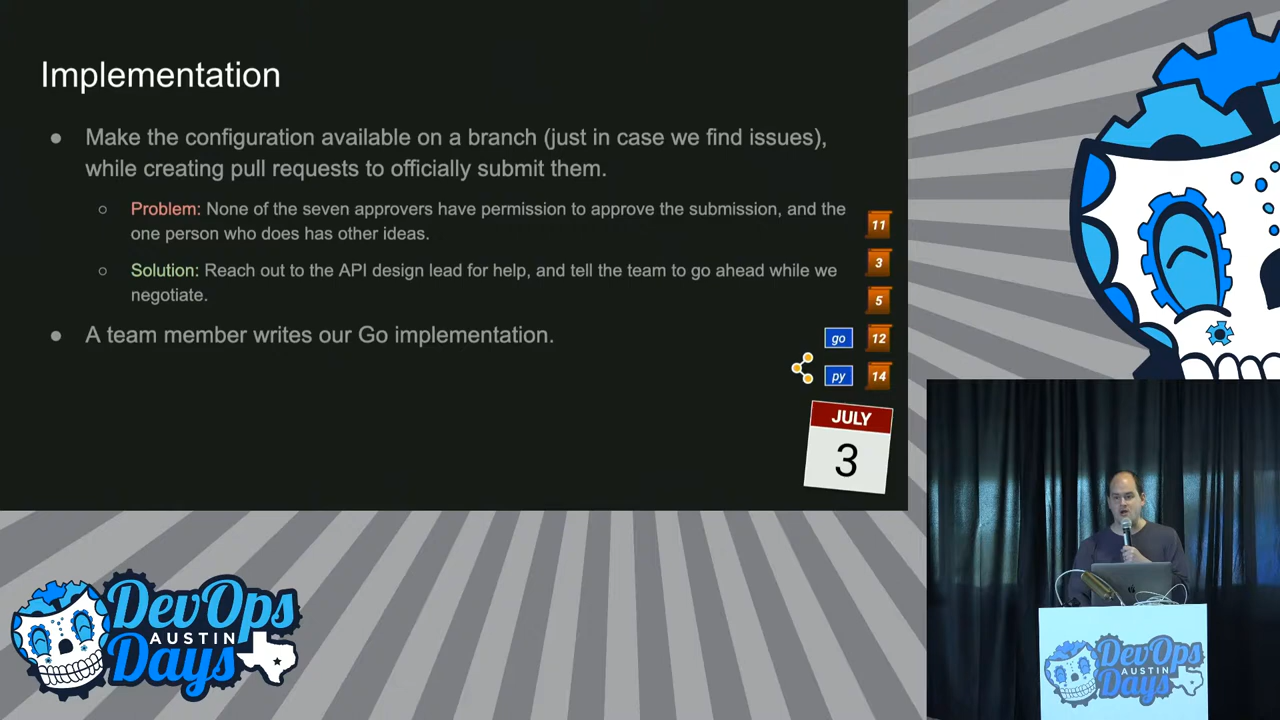 Implementation
● Make the configuration available on a branch (just in case we find issues),
while creating pull requests to officially submit them.
○ Problem: None of the seven approvers have permission to approve the submission, and the
one person who does has other ideas.
○ Solution: Reach out to the API design lead for help, and tell the team to go ahead while we
negotiate.
● A team member writes our Go implementation.
11
3
5
go 12
py 14
JULY
3
DevOps
AUSTIN
Days
DevOps
AUSTIN
Days